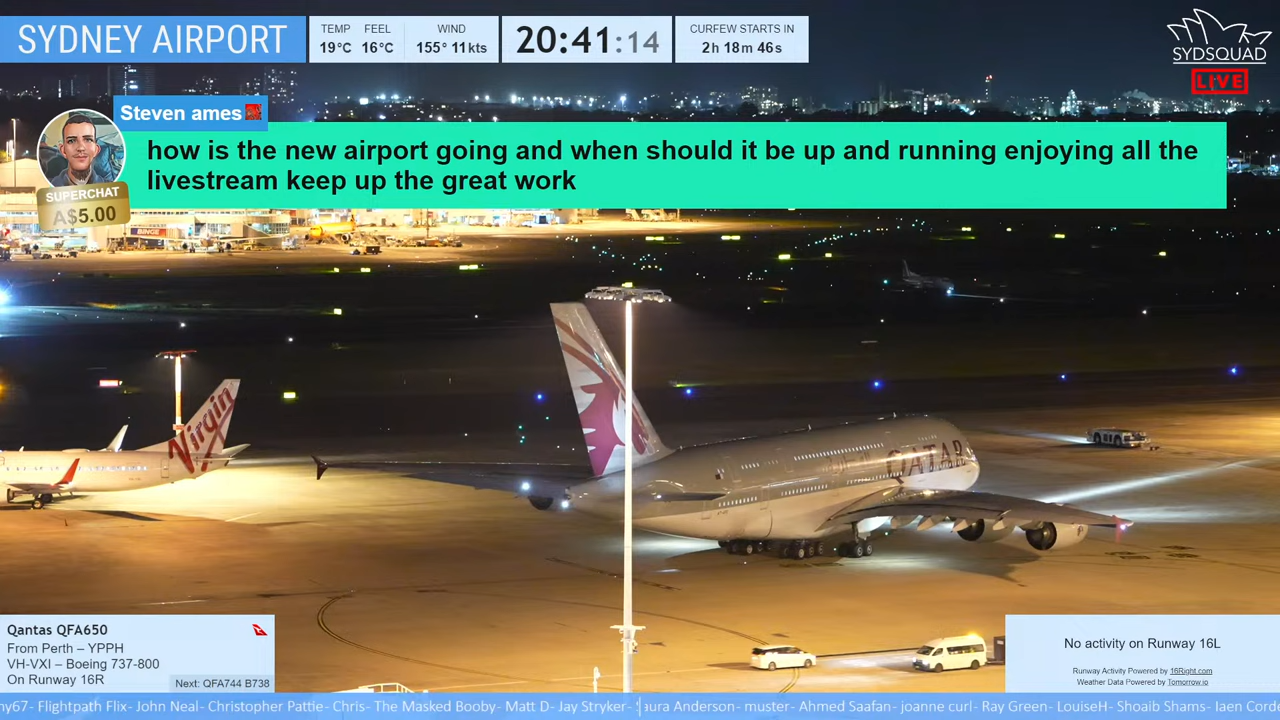 SYDNEY AIRPORT
TEMP FEEL WIND
19°C 16°C 155° 11kts
20:41:14
CURFEW STARTS IN
2h 18m 46s
SYDSQUAD
LIVE
Steven ames
how is the new airport going and when should it be up and running enjoying all the
livestream keep up the great work
SUPERCHAT
A$5.00
BINGE
Virgin
QATAR
Qantas QFA650
From Perth – YPPH
VH-VXI – Boeing 737-800
On Runway 16R
Next: QFA744 B738
No activity on Runway 16L
Runway Activity Powered by 16Right.com
Weather Data Powered by Tomorrow.io
Flightpath Flix- John Neal- Christopher Pattie- Chris- The Masked Booby- Matt D- Jay Stryker- Anderson- muster- Ahmed Saafan- joanne curl- Ray Green- LouiseH- Shoaib Shams- Iaen